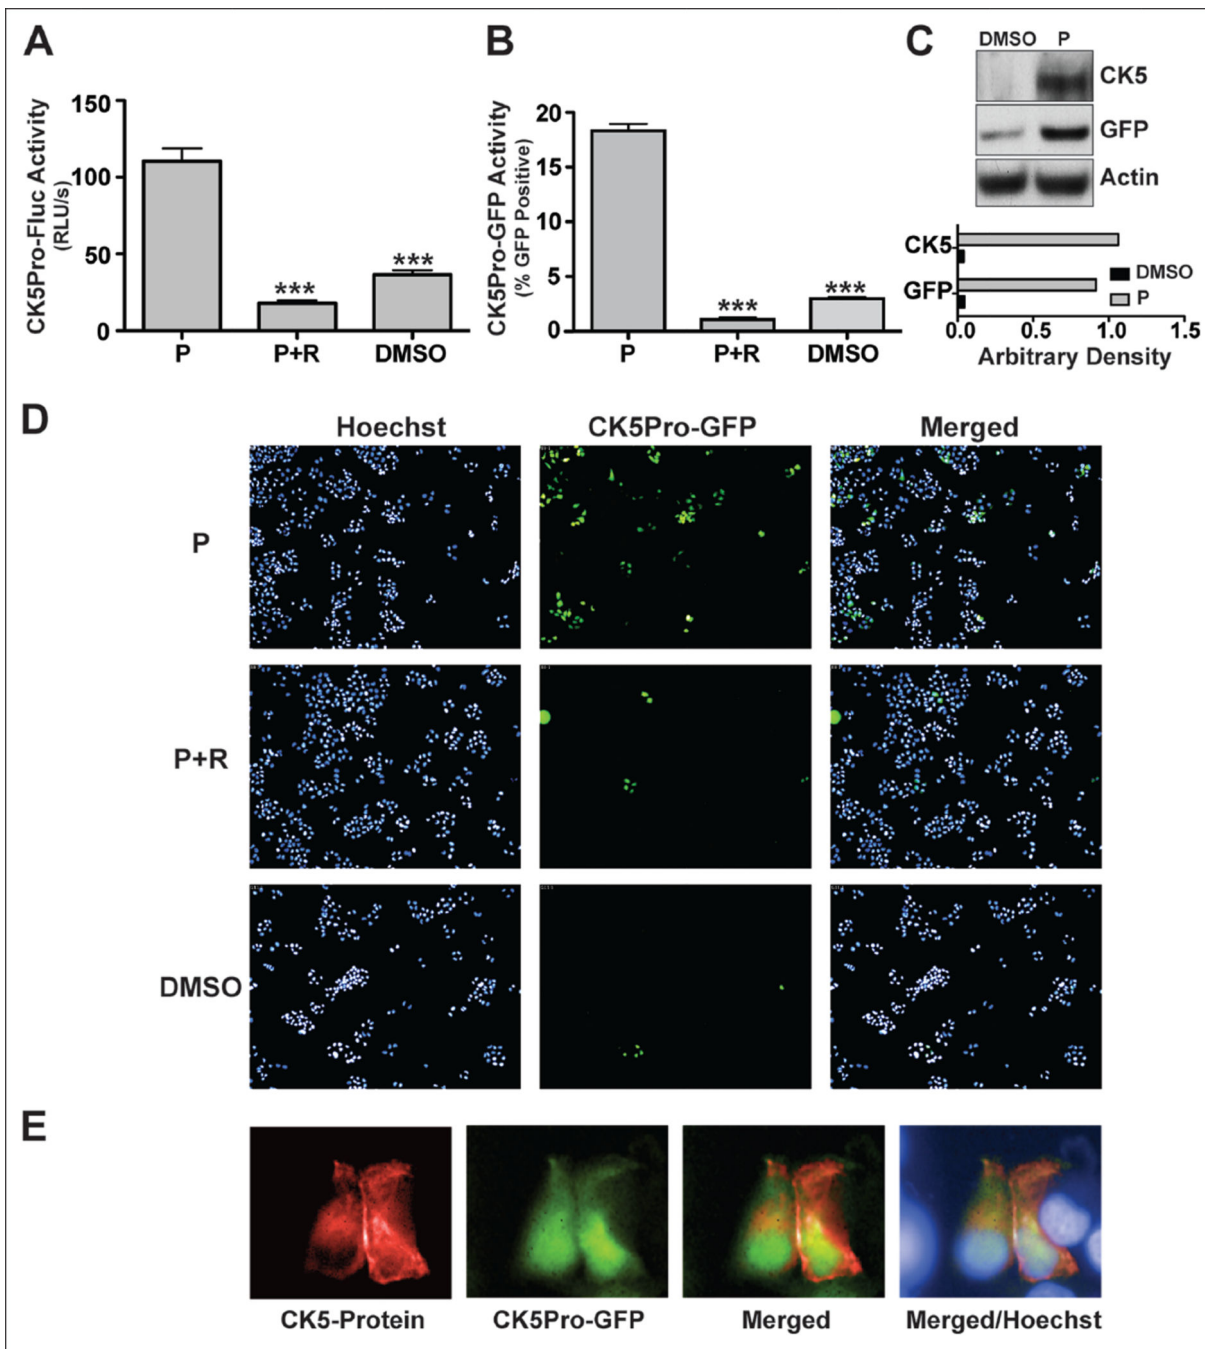 A
CK5Pro-Fluc Activity
(RLU/s)
150
100
50
0
***
***
P
P+R
DMSO
B
CK5Pro-GFP Activity
(% GFP Positive)
20
15
10
5
0
***
***
P
P+R
DMSO
C
DMSO P
CK5
GFP
Actin
CK5
GFP
DMSO
P
0.0 0.5 1.0 1.5
Arbitrary Density
D
Hoechst CK5Pro-GFP Merged
P
P+R
DMSO
E
CK5-Protein CK5Pro-GFP Merged Merged/Hoechst